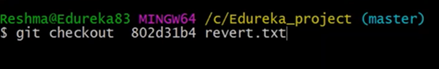 Reshma@Edureka83 MINGW64 /c/Edureka_project (master)
$ git checkout  802d31b4 revert.txt